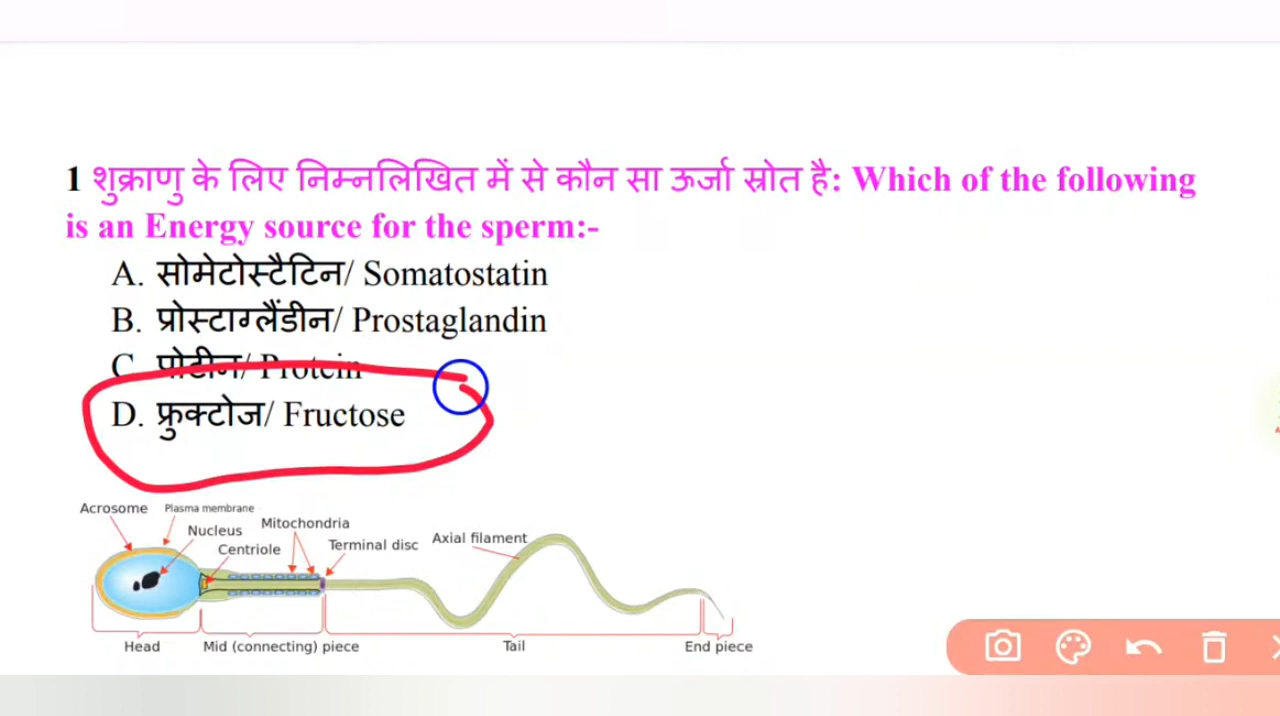 1 शुक्राणु के लिए निम्नलिखित में से कौन सा ऊर्जा स्रोत है: Which of the following
is an Energy source for the sperm:-
A. सोमेटोस्टैटिन/ Somatostatin
B. प्रोस्टाग्लैंडीन/ Prostaglandin
C. प्रोटीन/ Protein
D. फ्रुक्टोज/ Fructose
Acrosome Plasma membrane
Nucleus Mitochondria
Centriole Terminal disc Axial filament
Head Mid (connecting) piece Tail End piece